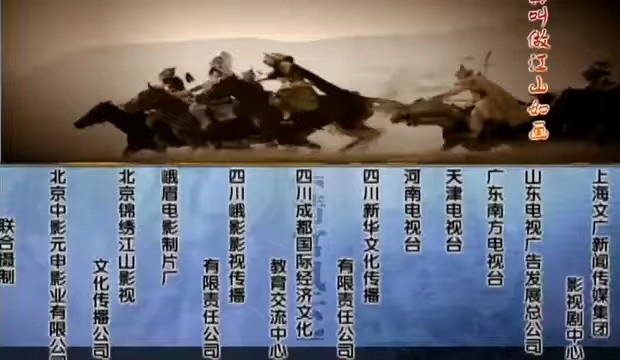 叫做江山如画
上海文广新闻传媒集团
影视剧中心
山东电视广告发展总公司
广东南方电视台
天津电视台
河南电视台
四川新华文化传播
有限责任公司
四川成都国际经济文化
教育交流中心
四川峨影影视传播
有限责任公司
峨眉电影制片厂
北京锦绣江山影视
文化传播公司
北京中影元申影业有限公
联合摄制